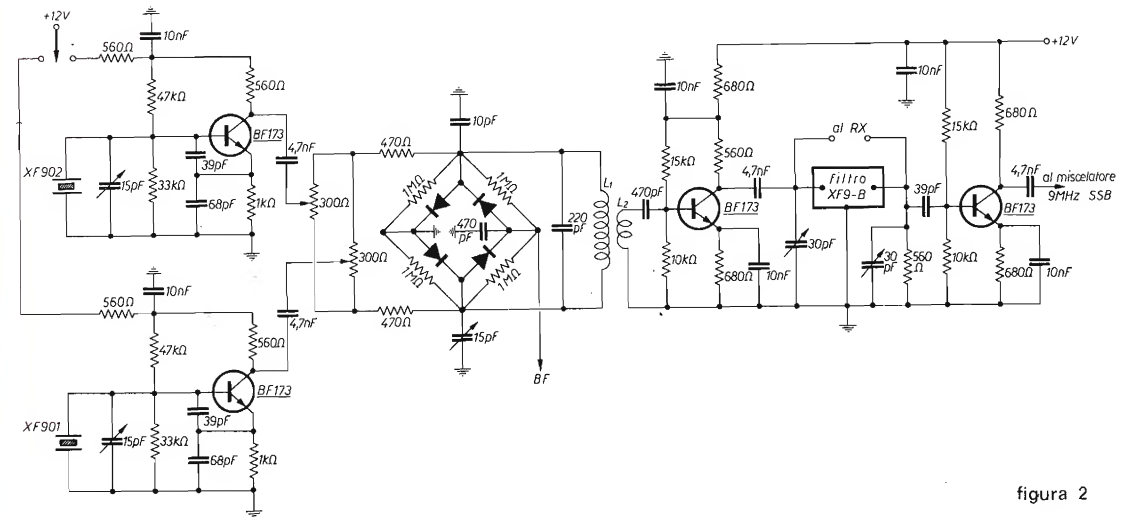 +12V
10nF
560Ω
560Ω
47kΩ
BF173
XF902
15pF
33kΩ
39pF
68pF
1kΩ
4,7nF
300Ω
300Ω
470Ω
470Ω
10pF
1MΩ
1MΩ
1MΩ
1MΩ
470
pF
15pF
BF
220
pF
L1
L2
560Ω
10nF
560Ω
47kΩ
BF173
XF901
15pF
33kΩ
39pF
68pF
1kΩ
4,7nF
470pF
10nF
680Ω
15kΩ
560Ω
BF173
10kΩ
680Ω
10nF
4,7nF
al RX
filtro
XF9-B
30pF
30
pF
560
Ω
39pF
10nF
15kΩ
680Ω
+12V
4,7nF
al miscelatore
9MHz SSB
BF173
10kΩ
680Ω
10nF
figura 2